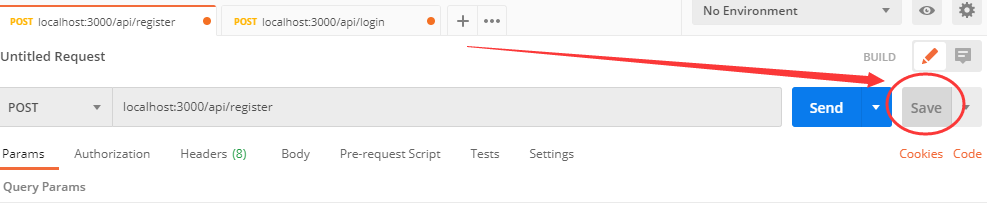 POST localhost:3000/api/register POST localhost:3000/api/login No Environment
Untitled Request BUILD
POST localhost:3000/api/register Send Save
Params Authorization Headers (8) Body Pre-request Script Tests Settings Cookies Code
Query Params